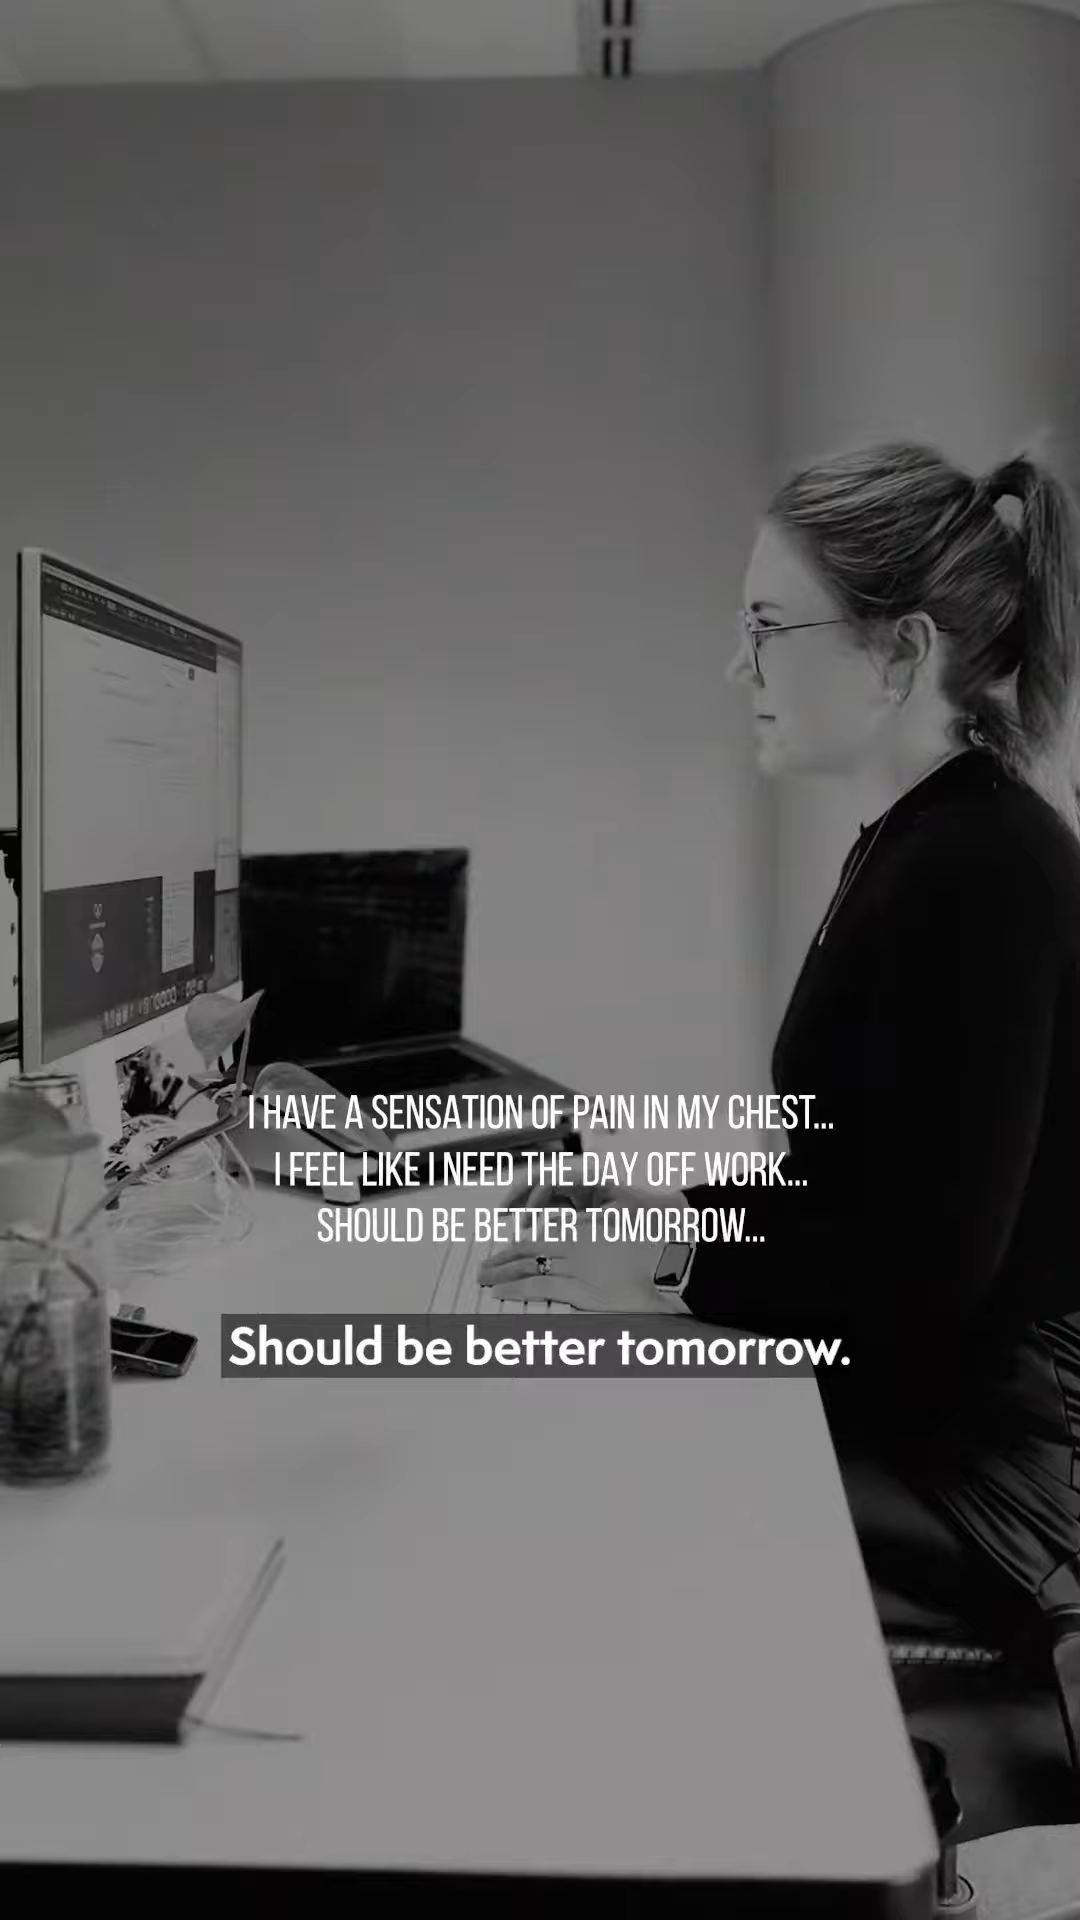 I HAVE A SENSATION OF PAIN IN MY CHEST...
I FEEL LIKE I NEED THE DAY OFF WORK...
SHOULD BE BETTER TOMORROW...
Should be better tomorrow.